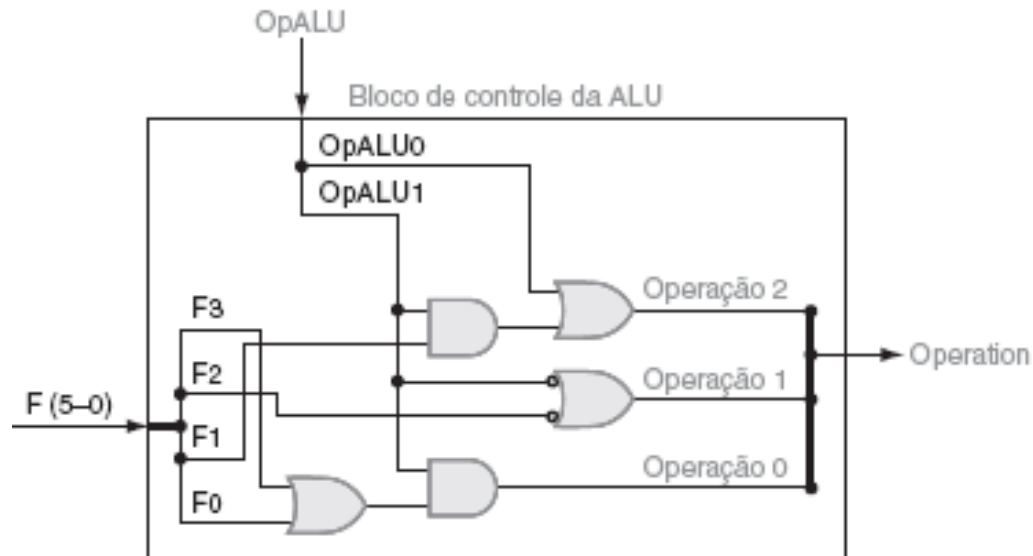 OpALU
Bloco de controle da ALU
OpALU0
OpALU1
F3
Operação 2
F2
Operation
Operação 1
F (5–0)
F1
Operação 0
F0